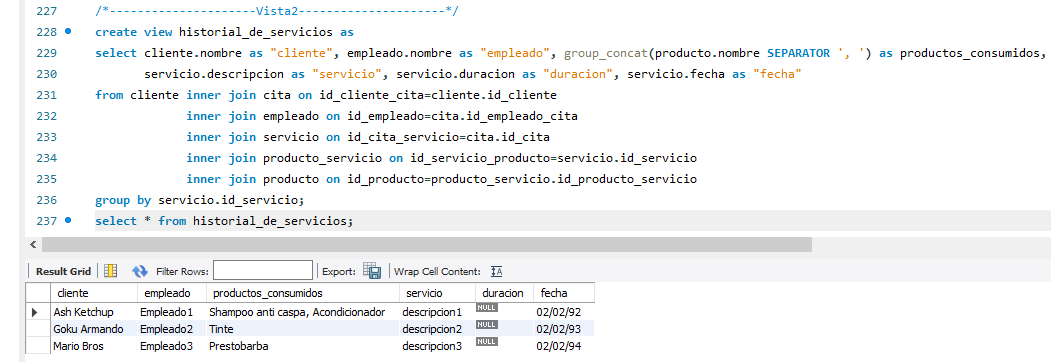 227 /*---------------------Vista2---------------------*/
228 create view historial_de_servicios as
229 select cliente.nombre as "cliente", empleado.nombre as "empleado", group_concat(producto.nombre SEPARATOR ', ') as productos_consumidos,
230 servicio.descripcion as "servicio", servicio.duracion as "duracion", servicio.fecha as "fecha"
231 from cliente inner join cita on id_cliente_cita=cliente.id_cliente
232 inner join empleado on id_empleado=cita.id_empleado_cita
233 inner join servicio on id_cita_servicio=cita.id_cita
234 inner join producto_servicio on id_servicio_producto=servicio.id_servicio
235 inner join producto on id_producto=producto_servicio.id_producto_servicio
236 group by servicio.id_servicio;
237 select * from historial_de_servicios;
Result Grid Filter Rows: Export: Wrap Cell Content:
cliente empleado productos_consumidos servicio duracion fecha
Ash Ketchup Empleado1 Shampoo anti caspa, Acondicionador descripcion1 NULL 02/02/92
Goku Armando Empleado2 Tinte descripcion2 NULL 02/02/93
Mario Bros Empleado3 Prestobarba descripcion3 NULL 02/02/94